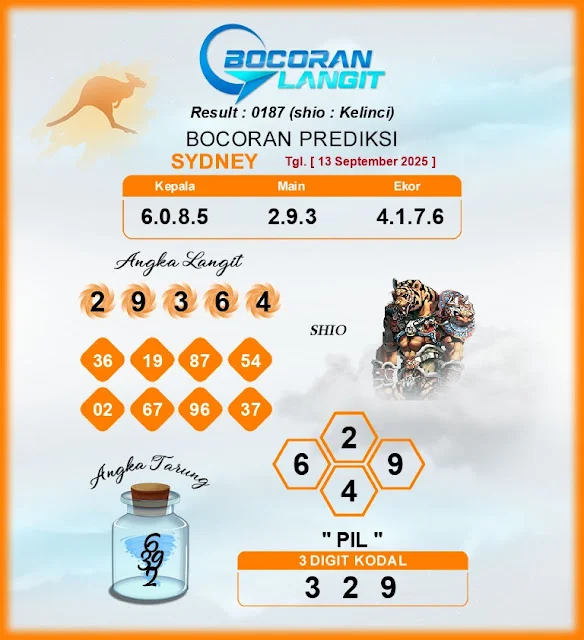 BOCORAN
LANGIT
Result : 0187 (shio : Kelinci)
BOCORAN PREDIKSI
SYDNEY Tgl. [ 13 September 2025 ]
Kepala Main Ekor
6.0.8.5 2.9.3 4.1.7.6
Angka Langit
2 9 3 6 4
SHIO
36 19 87 54
02 67 96 37
2
6 9
4
Angka Tarung
6
39
2
" PIL "
3 DIGIT KODAL
3 2 9